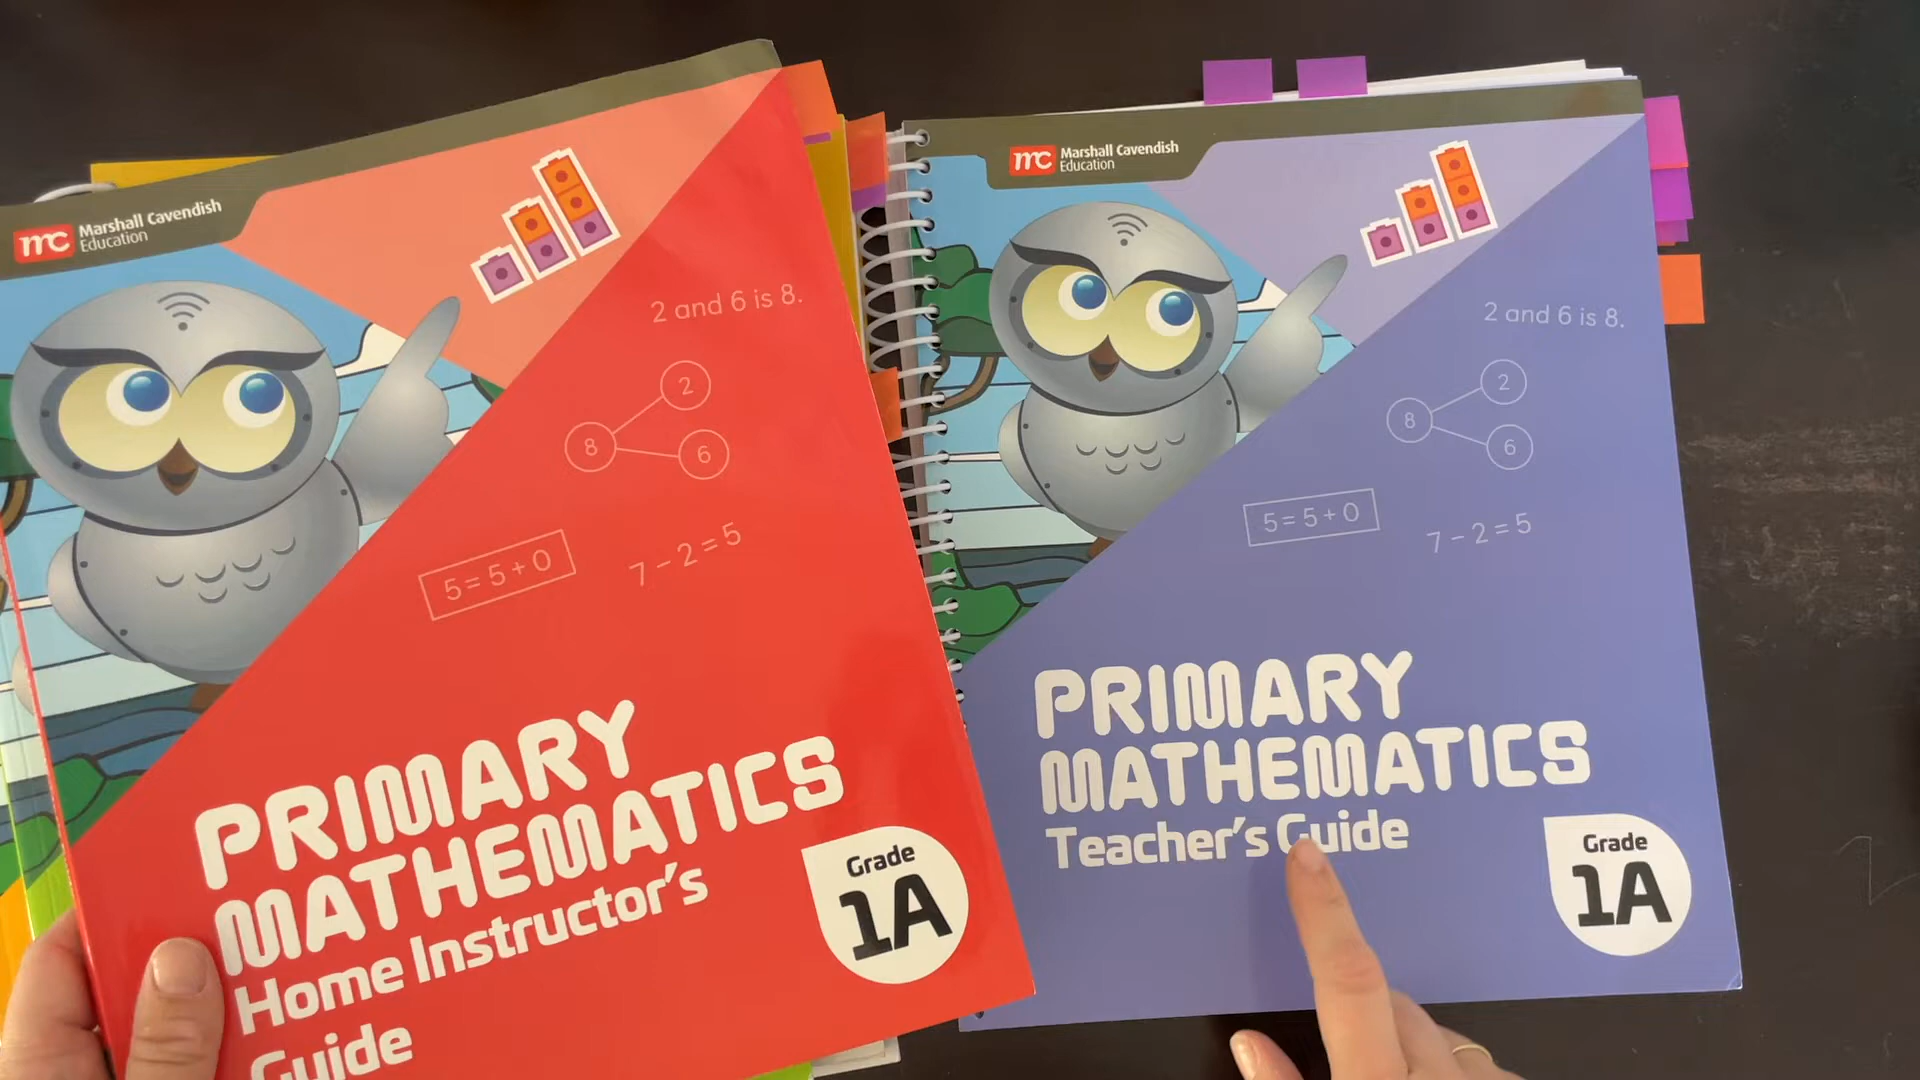 mc Marshall Cavendish
Education
2 and 6 is 8.
2
8
6
5=5+0
7-2=5
PRIMARY
MATHEMATICS
Home Instructor's
Guide
Grade
1A
mc Marshall Cavendish
Education
2 and 6 is 8.
2
8
6
5=5+0
7-2=5
PRIMARY
MATHEMATICS
Teacher's Guide
Grade
1A